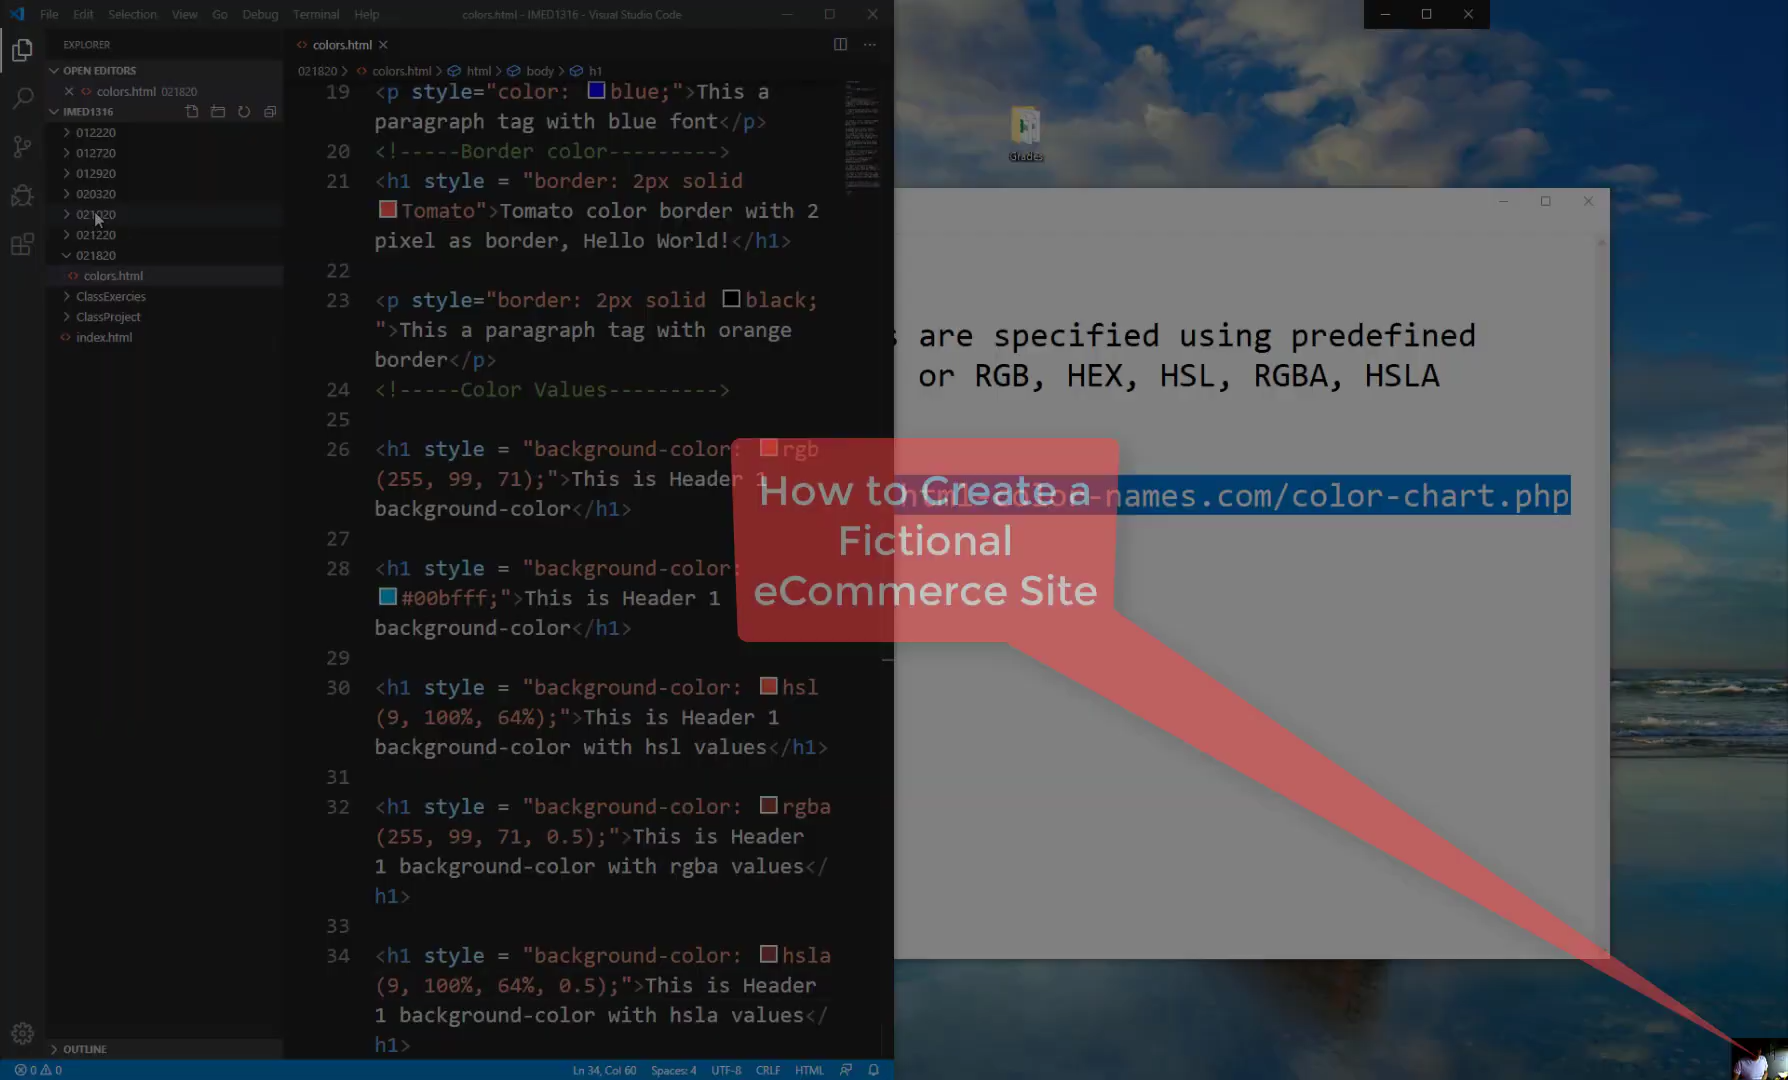 File Edit Selection View Go Debug Terminal Help
colors.html - IMED1316 - Visual Studio Code
EXPLORER
OPEN EDITORS
colors.html 021820
IMED1316
012220
012720
012920
020320
021220
021820
colors.html
ClassExercies
ClassProject
index.html
OUTLINE
colors.html
021820 > colors.html > html > body > h1
19 <p style="color: blue;">This a
paragraph tag with blue font</p>
20 <!-----Border color--------->
21 <h1 style = "border: 2px solid
Tomato">Tomato color border with 2
pixel as border, Hello World!</h1>
22
23 <p style="border: 2px solid black;
">This a paragraph tag with orange
border</p>
24 <!-----Color Values--------->
25
26 <h1 style = "background-color: rgb
(255, 99, 71);">This is Header 1
background-color</h1>
27
28 <h1 style = "background-color:
#00bfff;">This is Header 1
background-color</h1>
29
30 <h1 style = "background-color: hsl
(9, 100%, 64%);">This is Header 1
background-color with hsl values</h1>
31
32 <h1 style = "background-color: rgba
(255, 99, 71, 0.5);">This is Header
1 background-color with rgba values</
h1>
33
34 <h1 style = "background-color: hsla
(9, 100%, 64%, 0.5);">This is Header
1 background-color with hsla values</
h1>
0 0
Ln 34, Col 60 Spaces: 4 UTF-8 CRLF HTML
Grades
are specified using predefined
or RGB, HEX, HSL, RGBA, HSLA
html-color-names.com/color-chart.php
How to Create a
Fictional
eCommerce Site